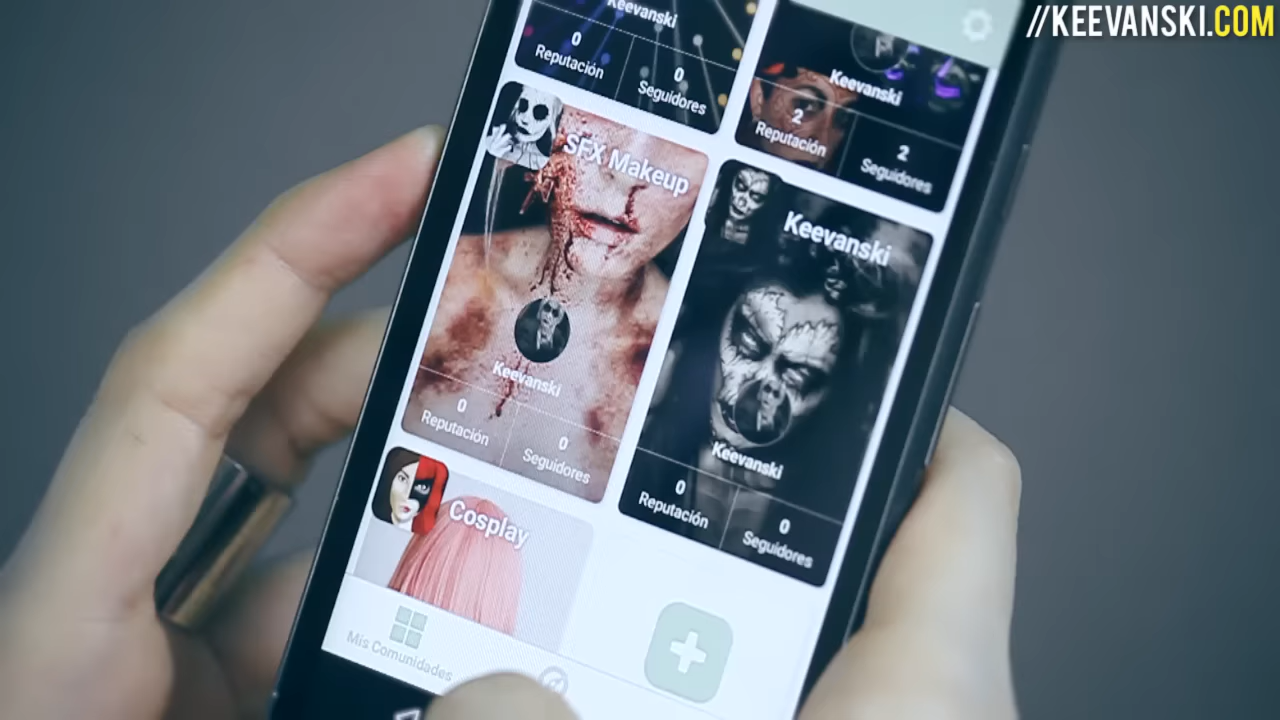 //KEEVANSKI.COM
Keevanski
0
Reputación
0
Seguidores
Keevanski
2
Reputación
2
Seguidores
SFX Makeup
Keevanski
0
Reputación
0
Seguidores
Keevanski
Keevanski
0
Reputación
0
Seguidores
Cosplay
Mis Comunidades